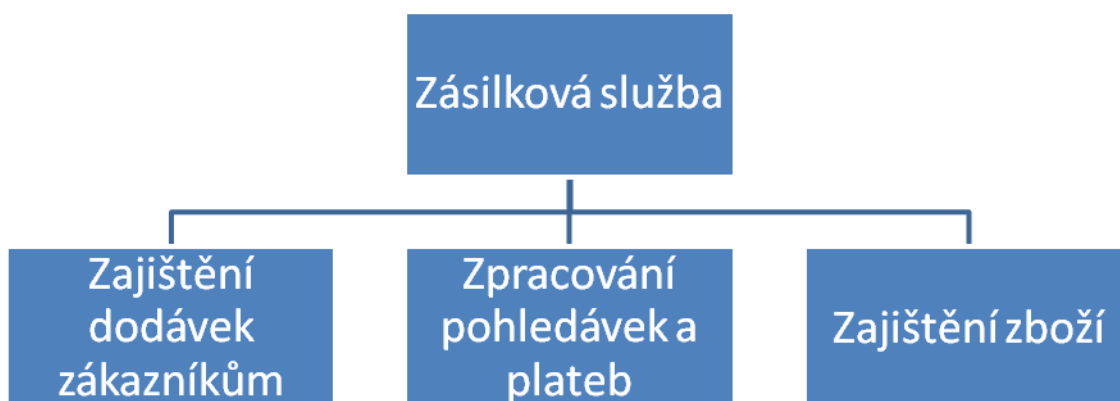 Zásilková služba
Zajištění
dodávek
zákazníkům
Zpracování
pohledávek a
plateb
Zajištění zboží